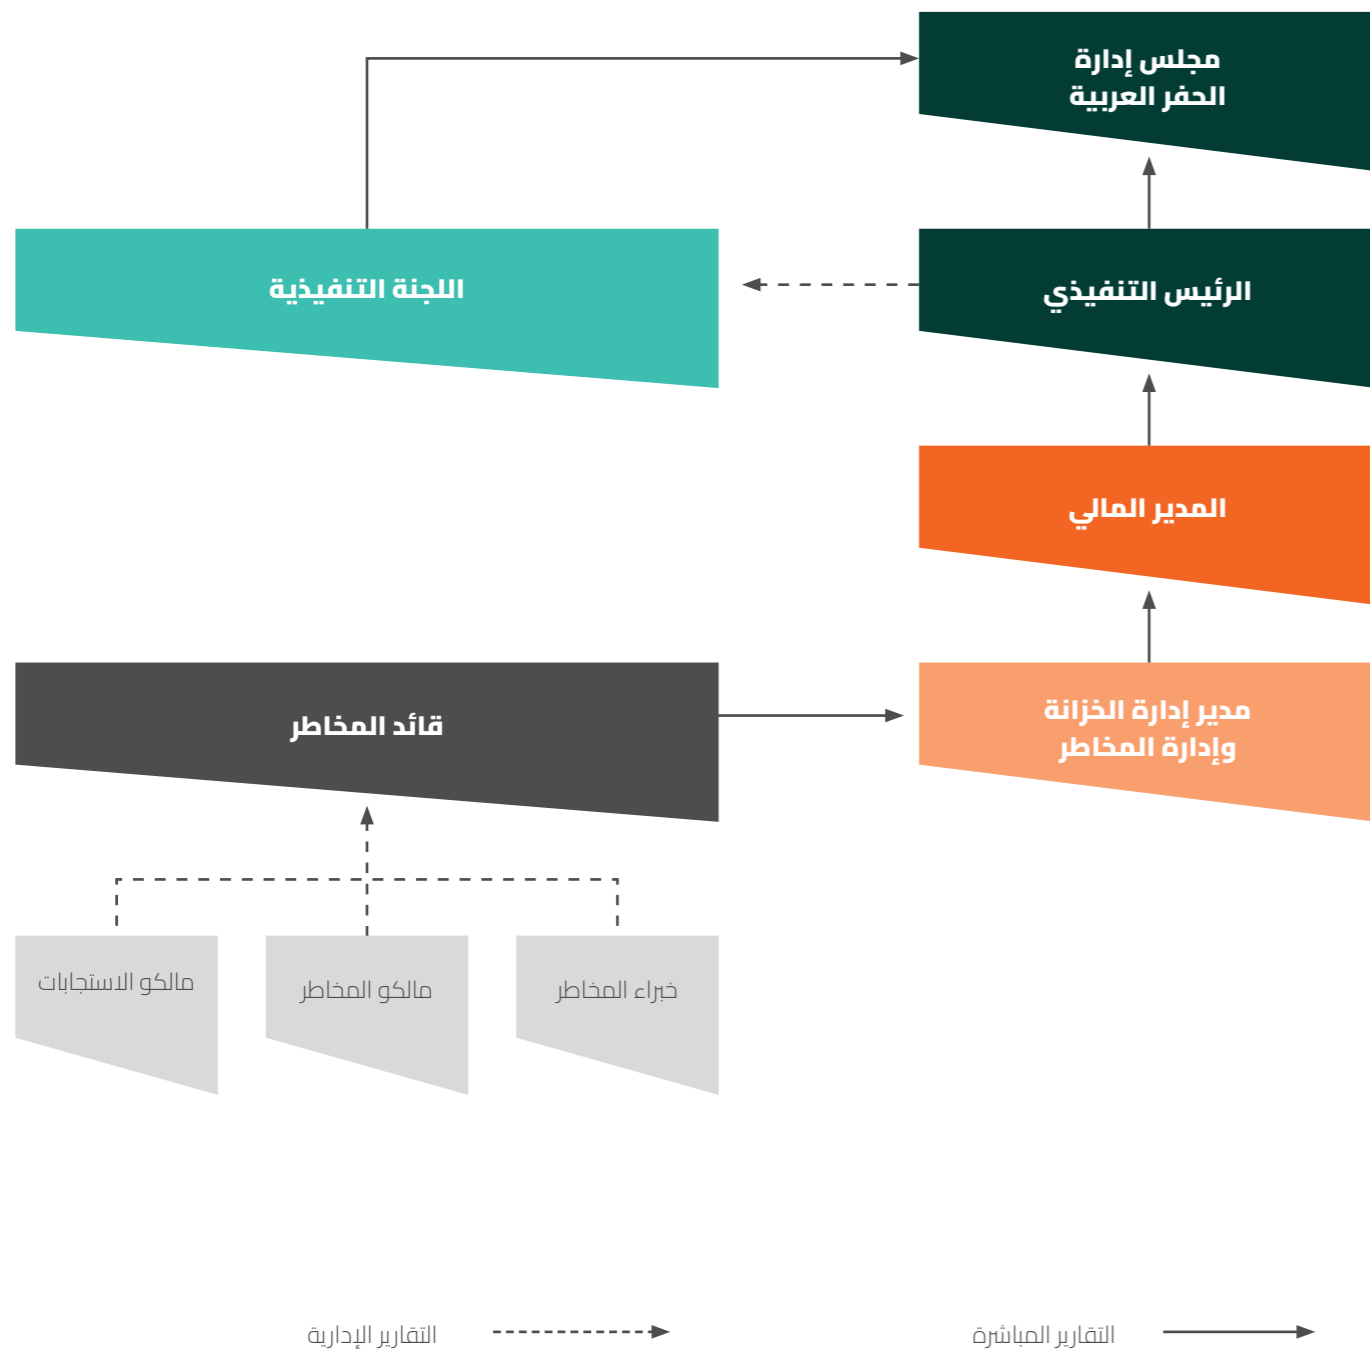 مجلس إدارة
الحفر العربية
الرئيس التنفيذي
اللجنة التنفيذية
المدير المالي
مدير إدارة الخزانة
وإدارة المخاطر
قائد المخاطر
خبراء المخاطر
مالكو المخاطر
مالكو الاستجابات
التقارير المباشرة
التقارير الإدارية